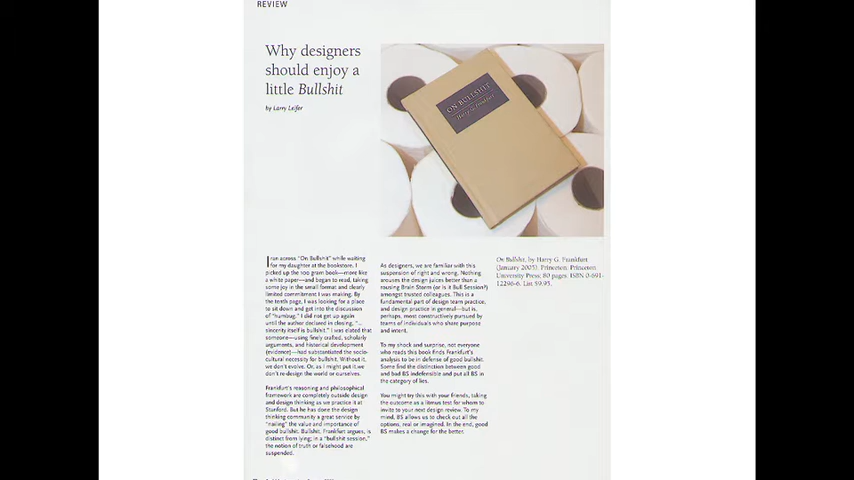 REVIEW
Why designers
should enjoy a
little Bullshit
by Larry Leifer
ON BULLSHIT
Harry G. Frankfurt
I ran across "On Bullshit" while waiting
for my daughter at the bookstore. I
picked up the 100 gram book—more like
a white paper—and began to read, taking
some joy in the small format and clearly
limited commitment I was making. By
the tenth page, I was looking for a place
to sit down and get into the discussion
of "humbug." I did not get up again
until the author declared in closing, "...
sincerity itself is bullshit." I was elated that
someone—using finely crafted, scholarly
arguments, and historical development
(evidence)—had substantiated the socio-
cultural necessity for bullshit. Without it,
we don't evolve. Or, as I might put it we
don't re-design the world or ourselves.
Frankfurt's reasoning and philosophical
framework are completely outside design
and design thinking as we practice it at
Stanford. But he has done the design
thinking community a great service by
"nailing" the value and importance of
good bullshit. Bullshit, Frankfurt argues, is
distinct from lying; in a "bullshit session,"
the notion of truth or falsehood are
suspended.
As designers, we are familiar with this
suspension of right and wrong. Nothing
arouses the design juices better than a
rousing Brain Storm (or is it Bull Session?)
amongst trusted colleagues. This is a
fundamental part of design team practice,
and design practice in general—but is,
perhaps, most constructively pursued by
teams of individuals who share purpose
and intent.
To my shock and surprise, not everyone
who reads this book finds Frankfurt's
analysis to be in defense of good bullshit.
Some find the distinction between good
and bad BS indefensible and put all BS in
the category of lies.
You might try this with your friends, taking
the outcome as a litmus test for whom to
invite to your next design review. To my
mind, BS allows us to check out all the
options, real or imagined. In the end, good
BS makes a change for the better.
On Bullshit, by Harry G. Frankfurt
(January 2005). Princeton: Princeton
University Press; 80 pages. ISBN 0-691-
12296-6. List $9.95.